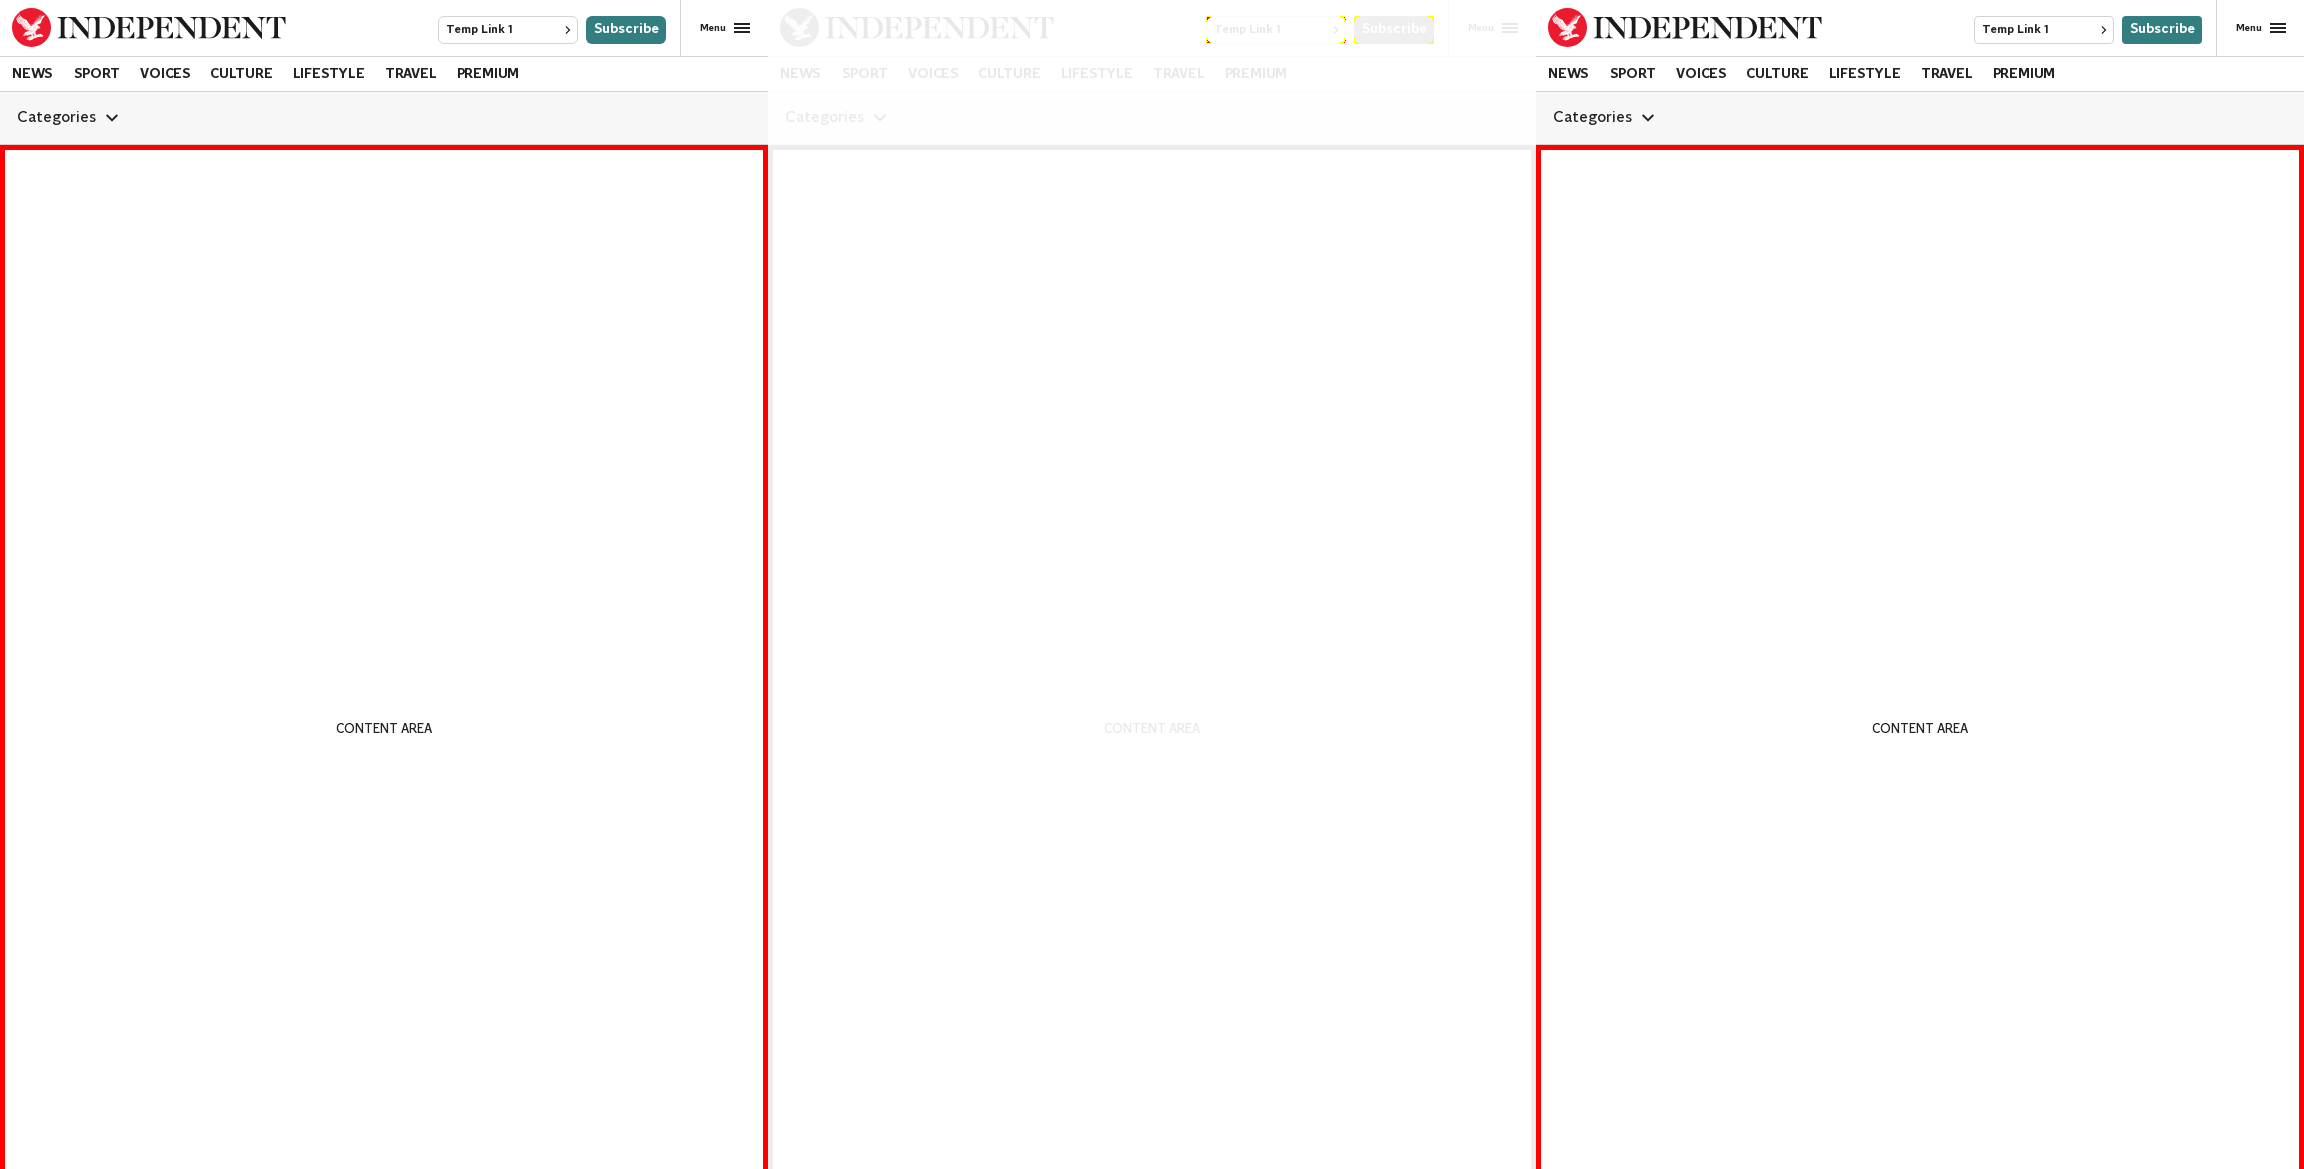 INDEPENDENT Temp Link 1 Subscribe Menu
NEWS SPORT VOICES CULTURE LIFESTYLE TRAVEL PREMIUM
Categories
CONTENT AREA
INDEPENDENT Temp Link 1 Subscribe Menu
NEWS SPORT VOICES CULTURE LIFESTYLE TRAVEL PREMIUM
Categories
CONTENT AREA
INDEPENDENT Temp Link 1 Subscribe Menu
NEWS SPORT VOICES CULTURE LIFESTYLE TRAVEL PREMIUM
Categories
CONTENT AREA